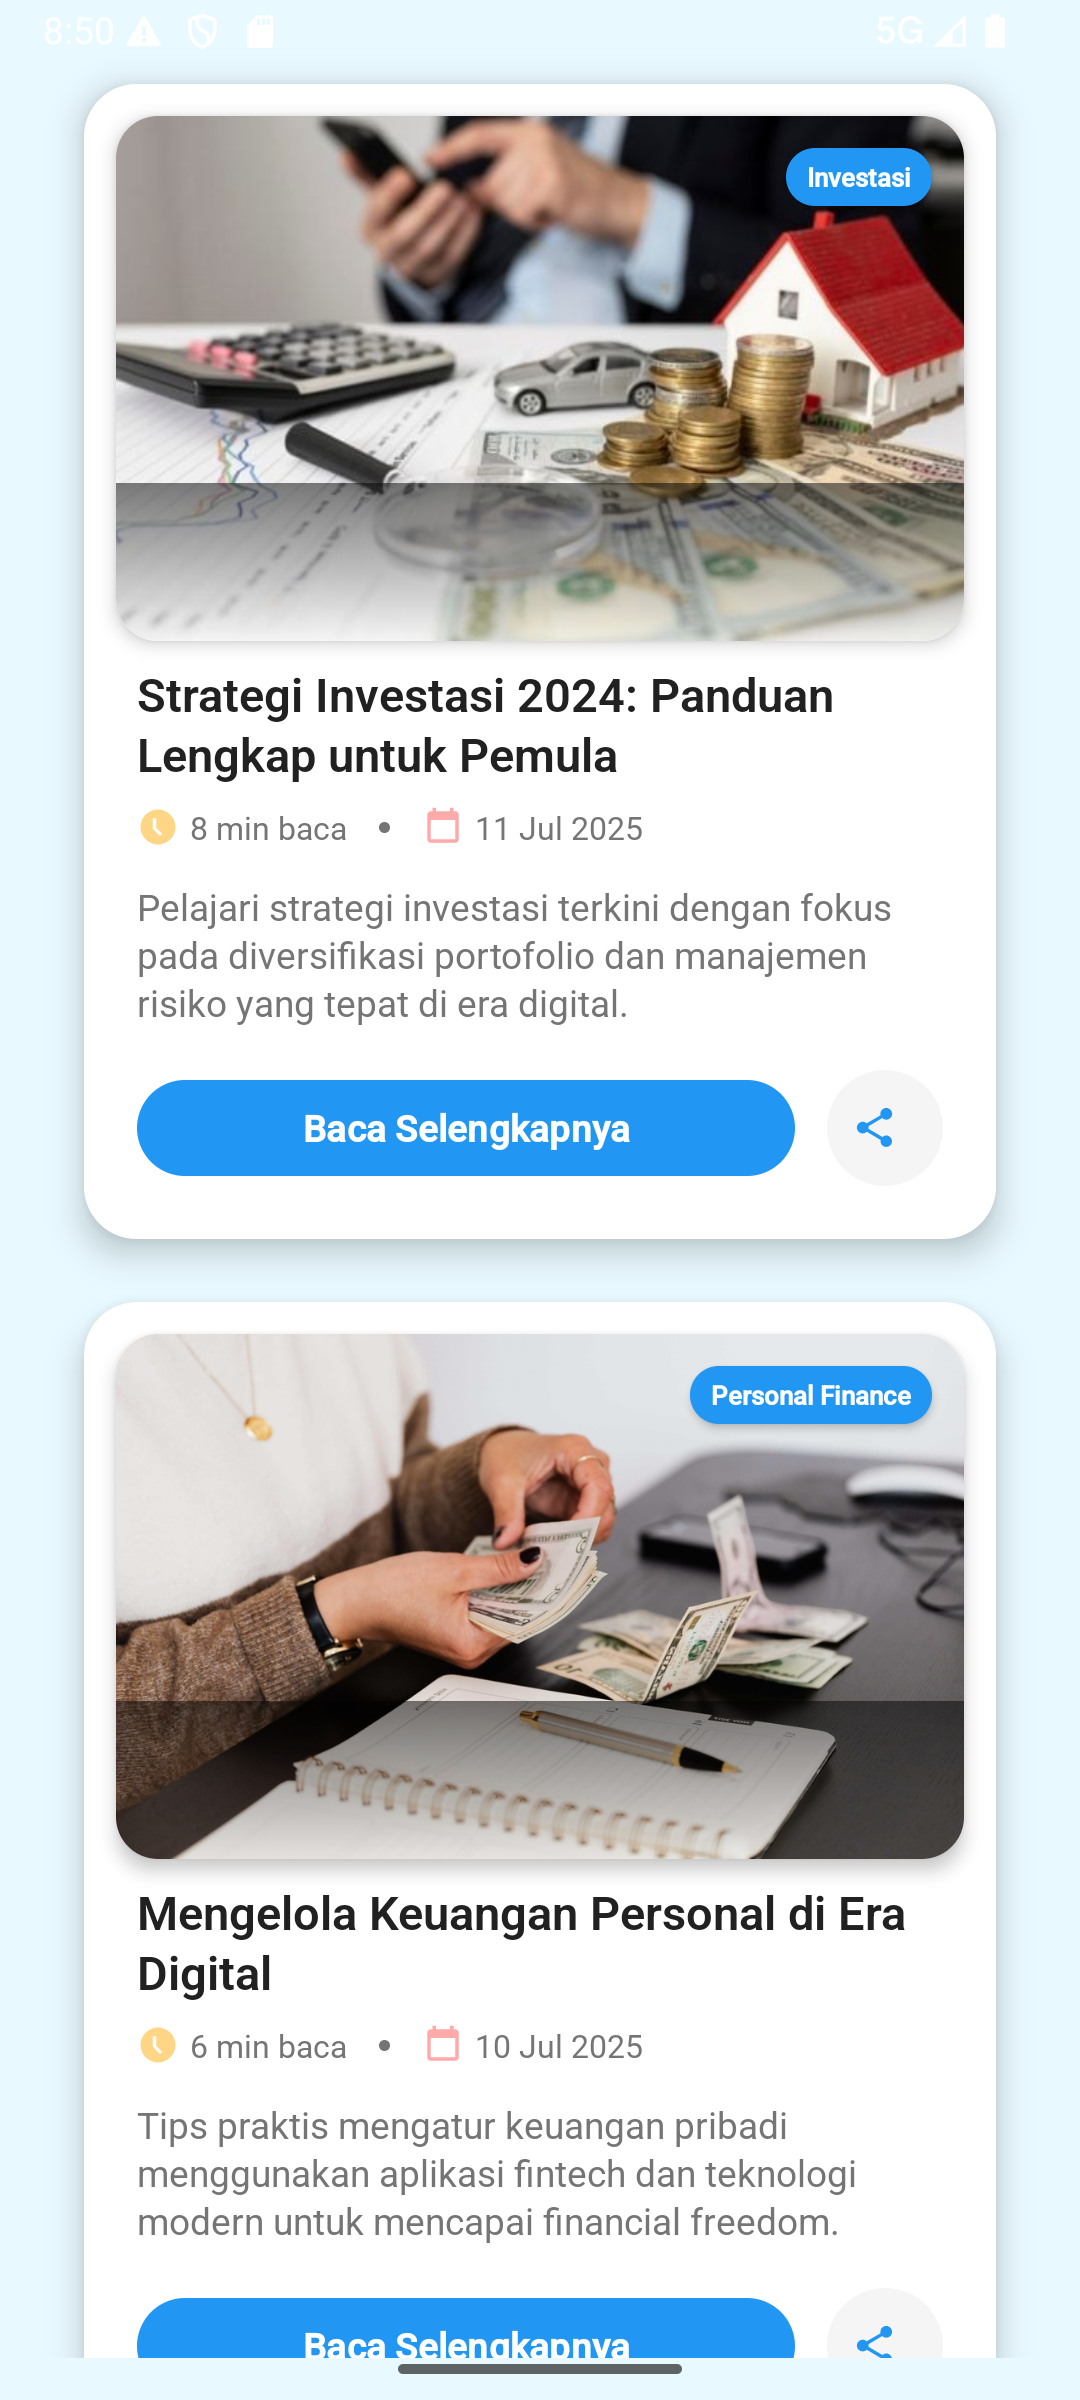 8:50
5G
Investasi
Strategi Investasi 2024: Panduan
Lengkap untuk Pemula
8 min baca • 11 Jul 2025
Pelajari strategi investasi terkini dengan fokus
pada diversifikasi portofolio dan manajemen
risiko yang tepat di era digital.
Baca Selengkapnya
Personal Finance
Mengelola Keuangan Personal di Era
Digital
6 min baca • 10 Jul 2025
Tips praktis mengatur keuangan pribadi
menggunakan aplikasi fintech dan teknologi
modern untuk mencapai financial freedom.
Baca Selengkapnya